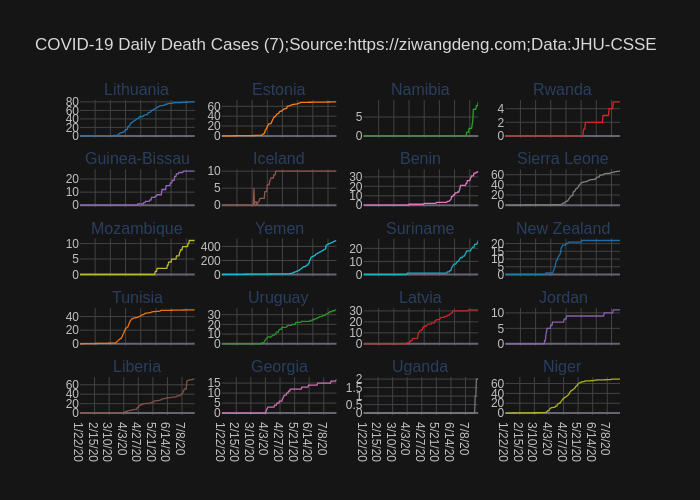 COVID-19 Daily Death Cases (7);Source:https://ziwangdeng.com;Data:JHU-CSSE
Lithuania Estonia Namibia Rwanda
80 60 40 20 0
60 40 20 0
5 0
4 2 0
Guinea-Bissau Iceland Benin Sierra Leone
20 10 0
10 5 0
30 20 10 0
60 40 20 0
Mozambique Yemen Suriname New Zealand
10 5 0
400 200 0
20 10 0
20 15 10 5 0
Tunisia Uruguay Latvia Jordan
40 20 0
30 20 10 0
30 20 10 0
10 5 0
Liberia Georgia Uganda Niger
60 40 20 0
15 10 5 0
2 1.5 1 0.5 0
60 40 20 0
1/22/20 2/15/20 3/10/20 4/3/20 4/27/20 5/21/20 6/14/20 7/8/20
1/22/20 2/15/20 3/10/20 4/3/20 4/27/20 5/21/20 6/14/20 7/8/20
1/22/20 2/15/20 3/10/20 4/3/20 4/27/20 5/21/20 6/14/20 7/8/20
1/22/20 2/15/20 3/10/20 4/3/20 4/27/20 5/21/20 6/14/20 7/8/20